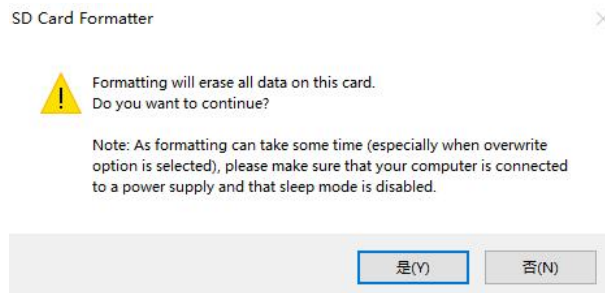 SD Card Formatter
Formatting will erase all data on this card.
Do you want to continue?
Note: As formatting can take some time (especially when overwrite
option is selected), please make sure that your computer is connected
to a power supply and that sleep mode is disabled.
是(Y) 否(N)